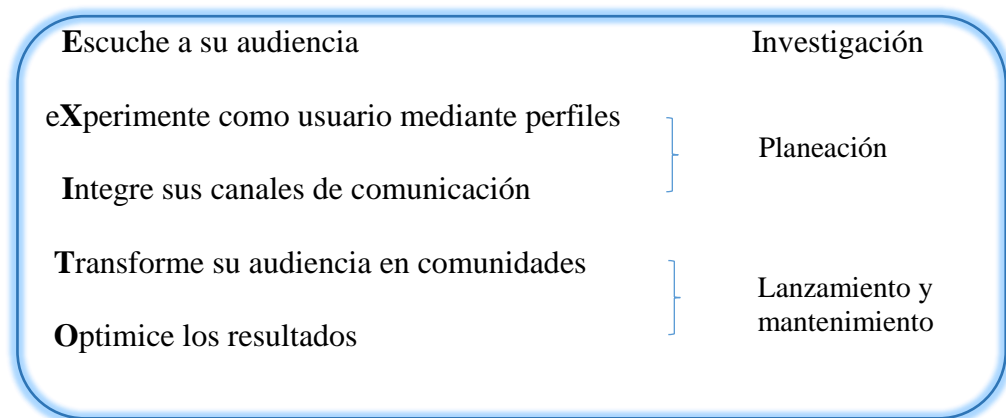 Escuche a su audiencia Investigación
eXperimente como usuario mediante perfiles
Planeación
Integre sus canales de comunicación
Transforme su audiencia en comunidades
Lanzamiento y
mantenimiento
Optimice los resultados